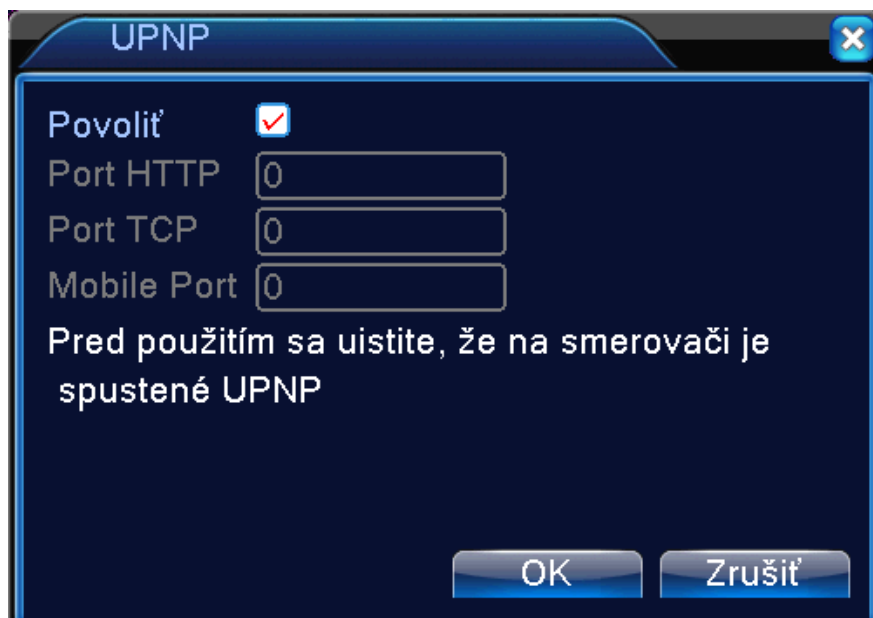 UPNP
Povoliť
Port HTTP 0
Port TCP 0
Mobile Port 0
Pred použitím sa uistite, že na smerovači je
spustené UPNP
OK Zrušiť